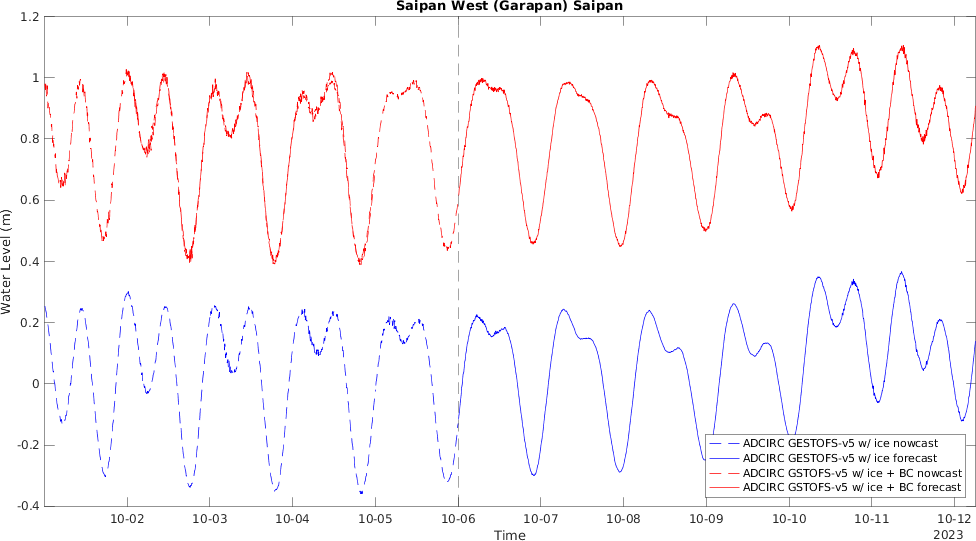 Saipan West (Garapan) Saipan
1.2
1
0.8
0.6
0.4
0.2
0
-0.2
-0.4
Water Level (m)
ADCIRC GESTOFS-v5 w/ ice nowcast
ADCIRC GESTOFS-v5 w/ ice forecast
ADCIRC GSTOFS-v5 w/ ice + BC nowcast
ADCIRC GSTOFS-v5 w/ ice + BC forecast
10-02 10-03 10-04 10-05 10-06 10-07 10-08 10-09 10-10 10-11 10-12
Time
2023